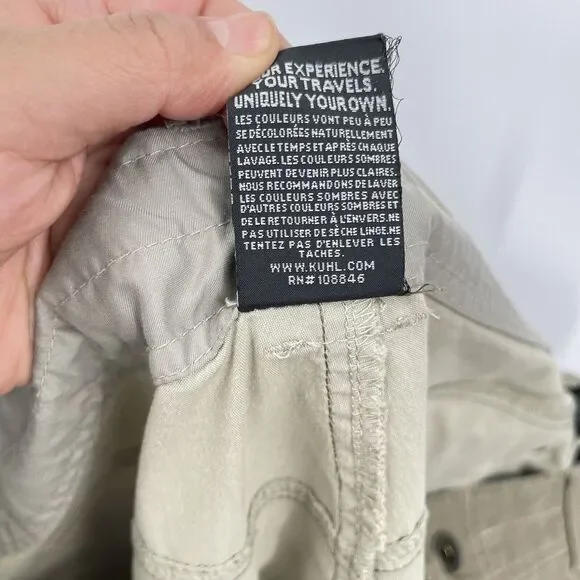 EXPERIENCE.
YOUR TRAVELS.
UNIQUELY YOUR OWN.
LES COULEURS VONT PEU À PEU
SE DÉCOLORÉES NATURELLEMENT
AVEC LE TEMPS ET APRÈS CHAQUE
LAVAGE. LES COULEURS SOMBRES
PEUVENT DEVENIR PLUS CLAIRES.
NOUS RECOMMANDONS DE LAVER
LES COULEURS SOMBRES AVEC
D'AUTRES COULEURS SOMBRES ET
DE LE RETOURNER À L'ENVERS. NE
PAS UTILISER DE SÈCHE LINGE. NE
TENTEZ PAS D'ENLEVER LES
TACHES.
WWW.KUHL.COM
RN# 108846